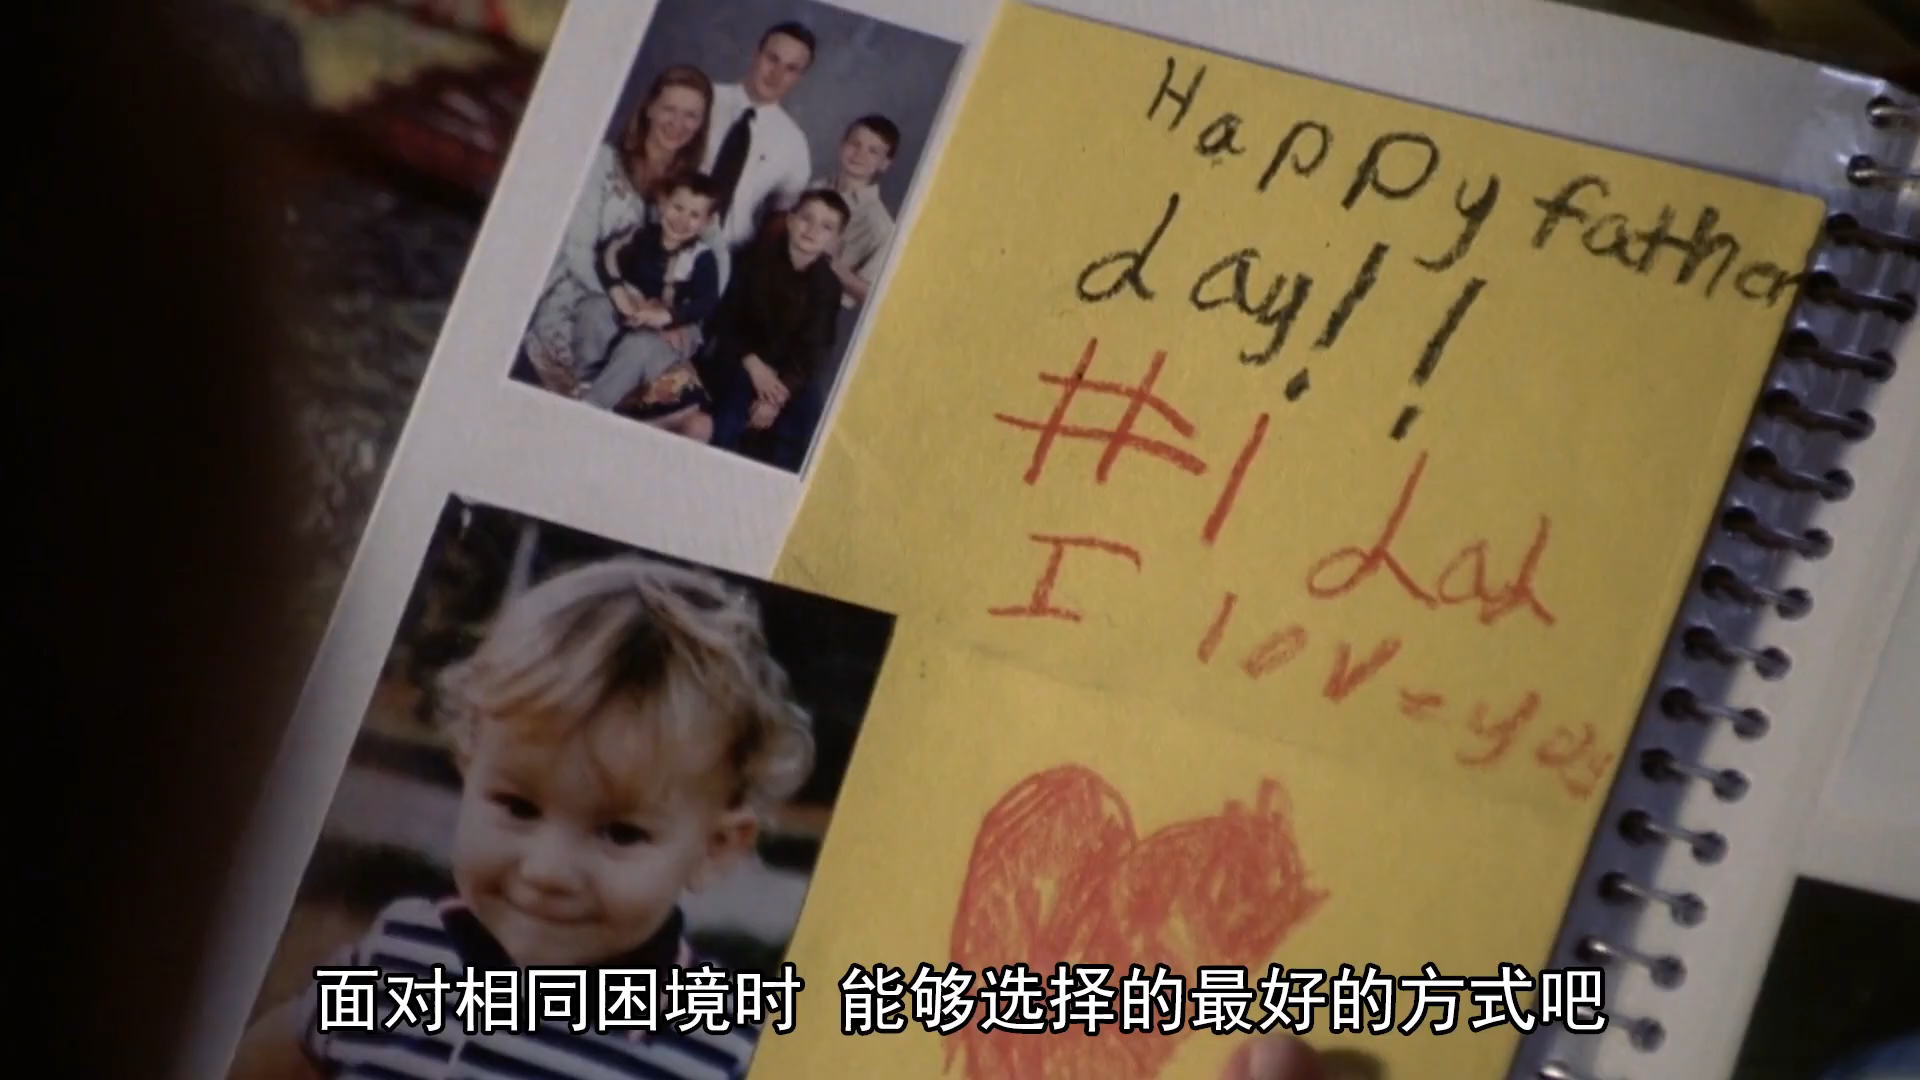 Happy father
day!!
#1 dad
I lov-
面对相同困境时 能够选择的最好的方式吧